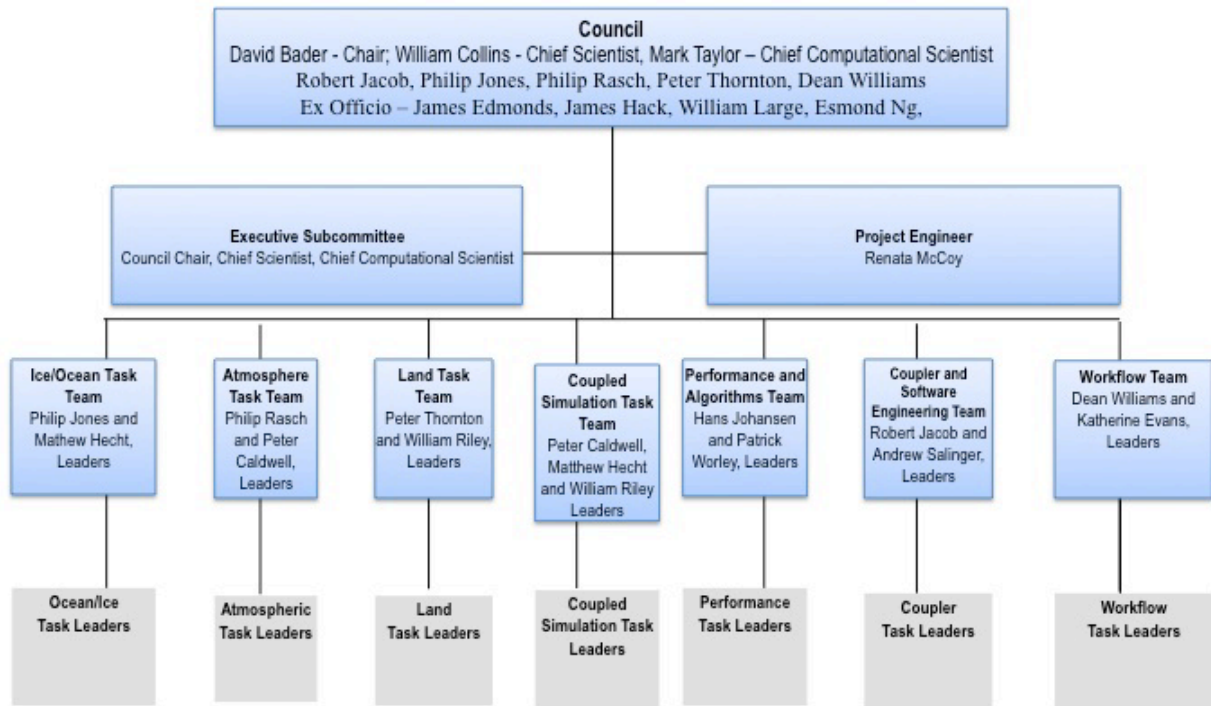 Council
David Bader - Chair; William Collins - Chief Scientist, Mark Taylor – Chief Computational Scientist
Robert Jacob, Philip Jones, Philip Rasch, Peter Thornton, Dean Williams
Ex Officio – James Edmonds, James Hack, William Large, Esmond Ng,
Executive Subcommittee
Council Chair, Chief Scientist, Chief Computational Scientist
Project Engineer
Renata McCoy
Ice/Ocean Task
Team
Philip Jones and
Mathew Hecht,
Leaders
Atmosphere
Task Team
Philip Rasch
and Peter
Caldwell,
Leaders
Land Task
Team
Peter Thornton
and William Riley,
Leaders
Coupled
Simulation Task
Team
Peter Caldwell,
Matthew Hecht
and William Riley
Leaders
Performance and
Algorithms Team
Hans Johansen
and Patrick
Worley, Leaders
Coupler and
Software
Engineering Team
Robert Jacob and
Andrew Salinger,
Leaders
Workflow Team
Dean Williams and
Katherine Evans,
Leaders
Ocean/Ice
Task Leaders
Atmospheric
Task Leaders
Land
Task Leaders
Coupled
Simulation Task
Leaders
Performance
Task Leaders
Coupler
Task Leaders
Workflow
Task Leaders